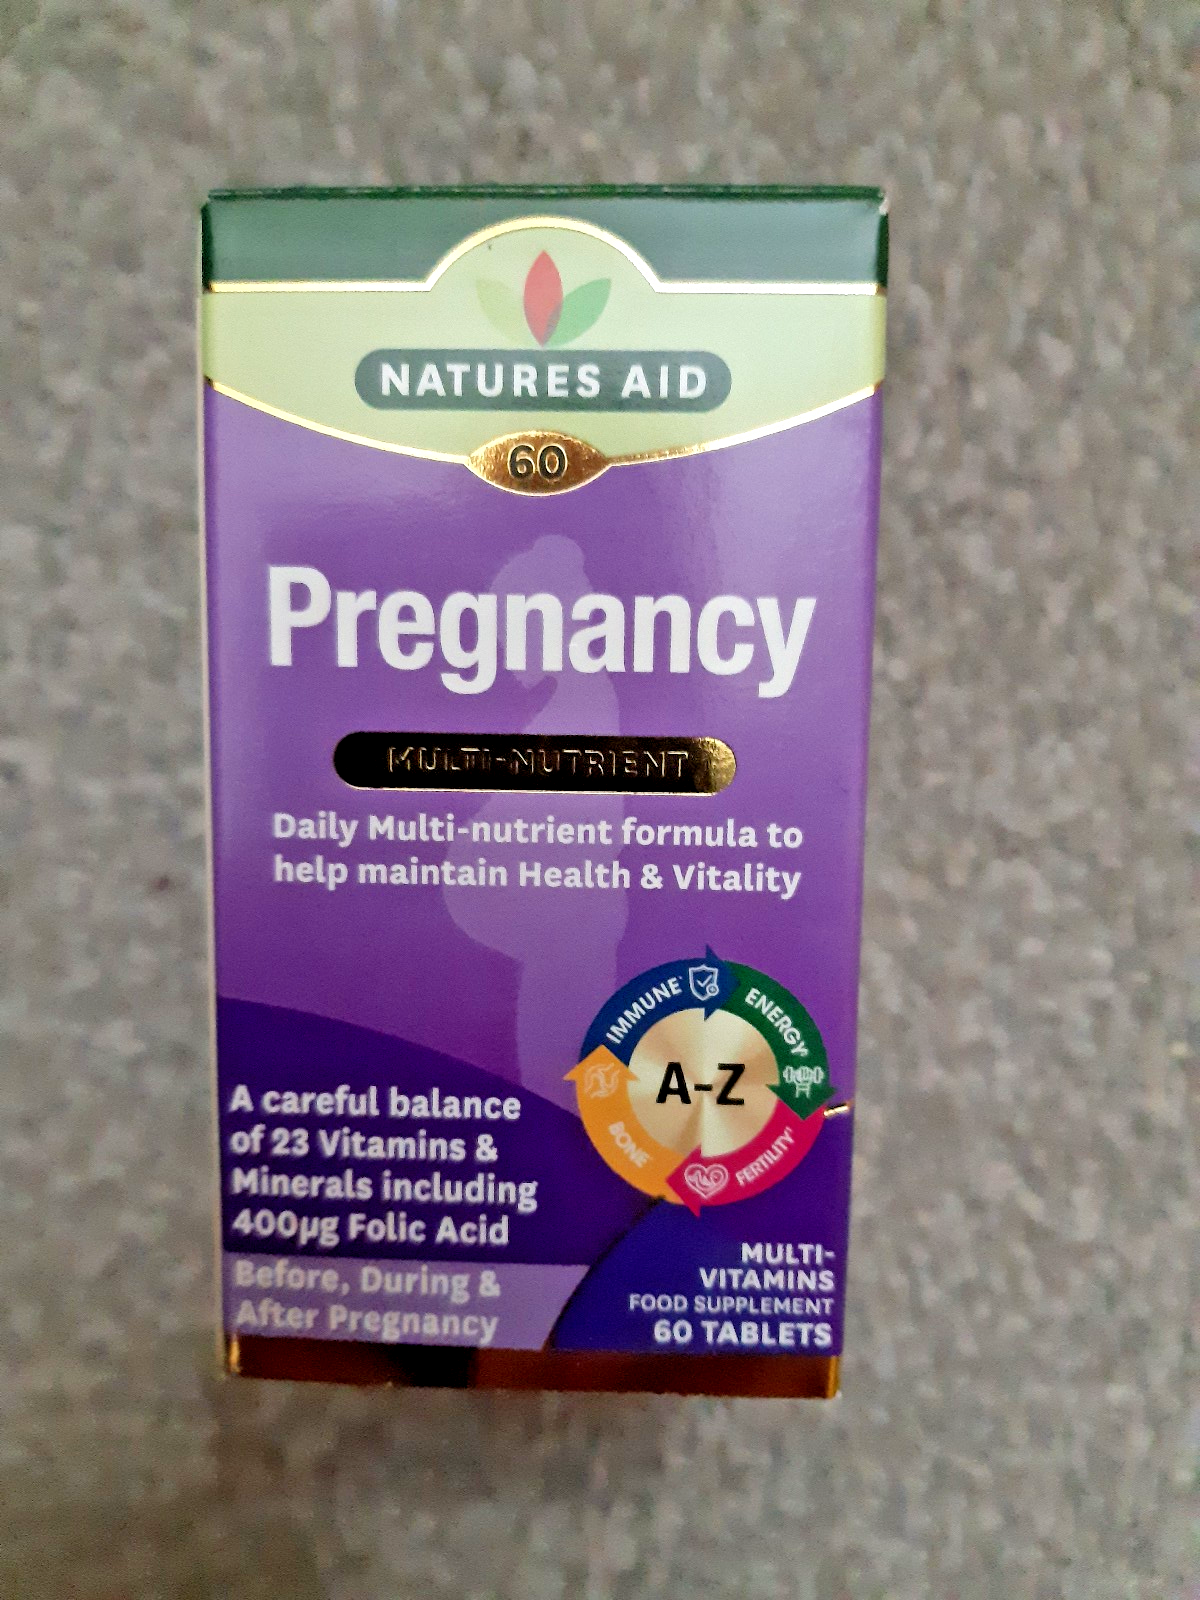 NATURES AID
60
Pregnancy
MULTI-NUTRIENT
Daily Multi-nutrient formula to
help maintain Health & Vitality
IMMUNE*
ENERGY
A-Z
BONE
FERTILITY†
A careful balance
of 23 Vitamins &
Minerals including
400µg Folic Acid
Before, During &
After Pregnancy
MULTI-
VITAMINS
FOOD SUPPLEMENT
60 TABLETS